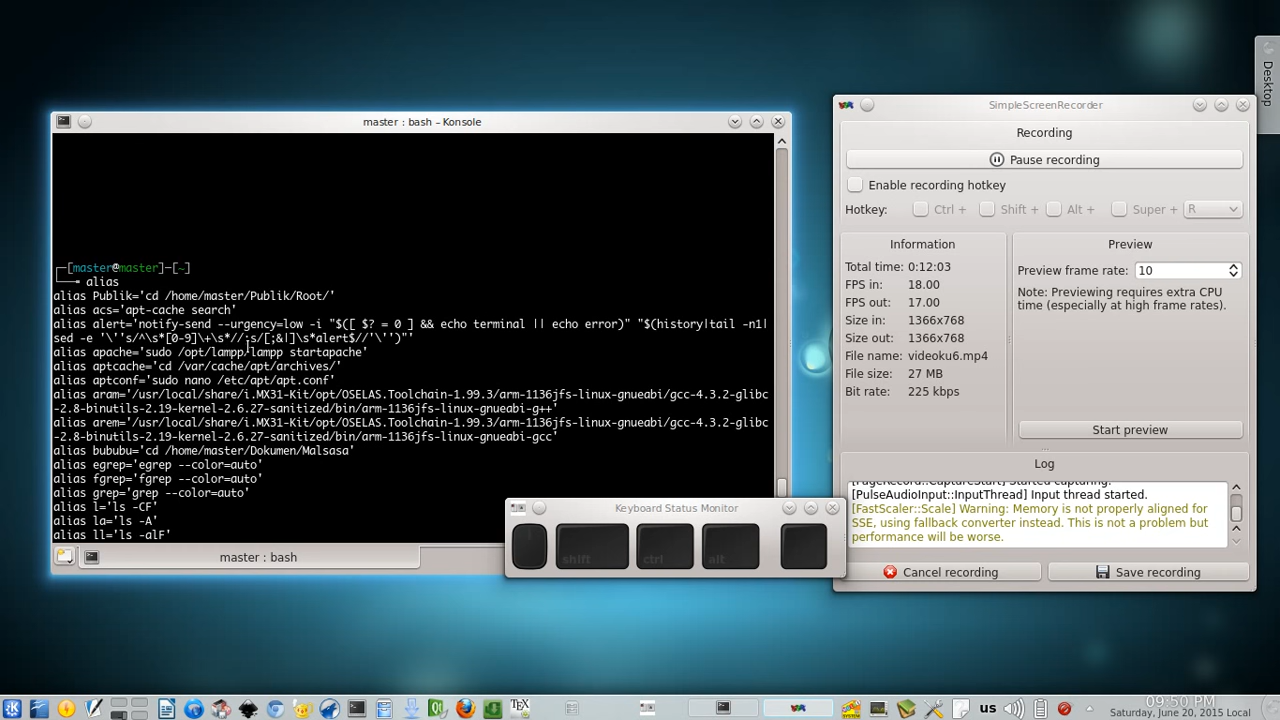 Desktop
master : bash – Konsole
┌─[master@master]─[~]
└──╼ alias
alias Publik='cd /home/master/Publik/Root/'
alias acs='apt-cache search'
alias alert='notify-send --urgency=low -i "$([ $? = 0 ] && echo terminal || echo error)" "$(history|tail -n1|
sed -e '\''s/^\s*[0-9]\+\s*//;s/[;&|]\s*alert$//'\'')"'
alias apache='sudo /opt/lampp/lampp startapache'
alias aptcache='cd /var/cache/apt/archives/'
alias aptconf='sudo nano /etc/apt/apt.conf'
alias aram='/usr/local/share/i.MX31-Kit/opt/OSELAS.Toolchain-1.99.3/arm-1136jfs-linux-gnueabi/gcc-4.3.2-glibc
-2.8-binutils-2.19-kernel-2.6.27-sanitized/bin/arm-1136jfs-linux-gnueabi-g++'
alias arem='/usr/local/share/i.MX31-Kit/opt/OSELAS.Toolchain-1.99.3/arm-1136jfs-linux-gnueabi/gcc-4.3.2-glibc
-2.8-binutils-2.19-kernel-2.6.27-sanitized/bin/arm-1136jfs-linux-gnueabi-gcc'
alias bububu='cd /home/master/Dokumen/Malsasa'
alias egrep='egrep --color=auto'
alias fgrep='fgrep --color=auto'
alias grep='grep --color=auto'
alias l='ls -CF'
alias la='ls -A'
alias ll='ls -alF'
master : bash
Keyboard Status Monitor
shift
ctrl
alt
SimpleScreenRecorder
Recording
Pause recording
Enable recording hotkey
Hotkey: Ctrl + Shift + Alt + Super + R
Information
Total time: 0:12:03
FPS in: 18.00
FPS out: 17.00
Size in: 1366x768
Size out: 1366x768
File name: videoku6.mp4
File size: 27 MB
Bit rate: 225 kbps
Preview
Preview frame rate: 10
Note: Previewing requires extra CPU
time (especially at high frame rates).
Start preview
Log
[PageRecord::CaptureStart] Started capturing.
[PulseAudioInput::InputThread] Input thread started.
[FastScaler::Scale] Warning: Memory is not properly aligned for
SSE, using fallback converter instead. This is not a problem but
performance will be worse.
Cancel recording
Save recording
TEX
us
09:50 PM
Saturday, June 20, 2015 Local